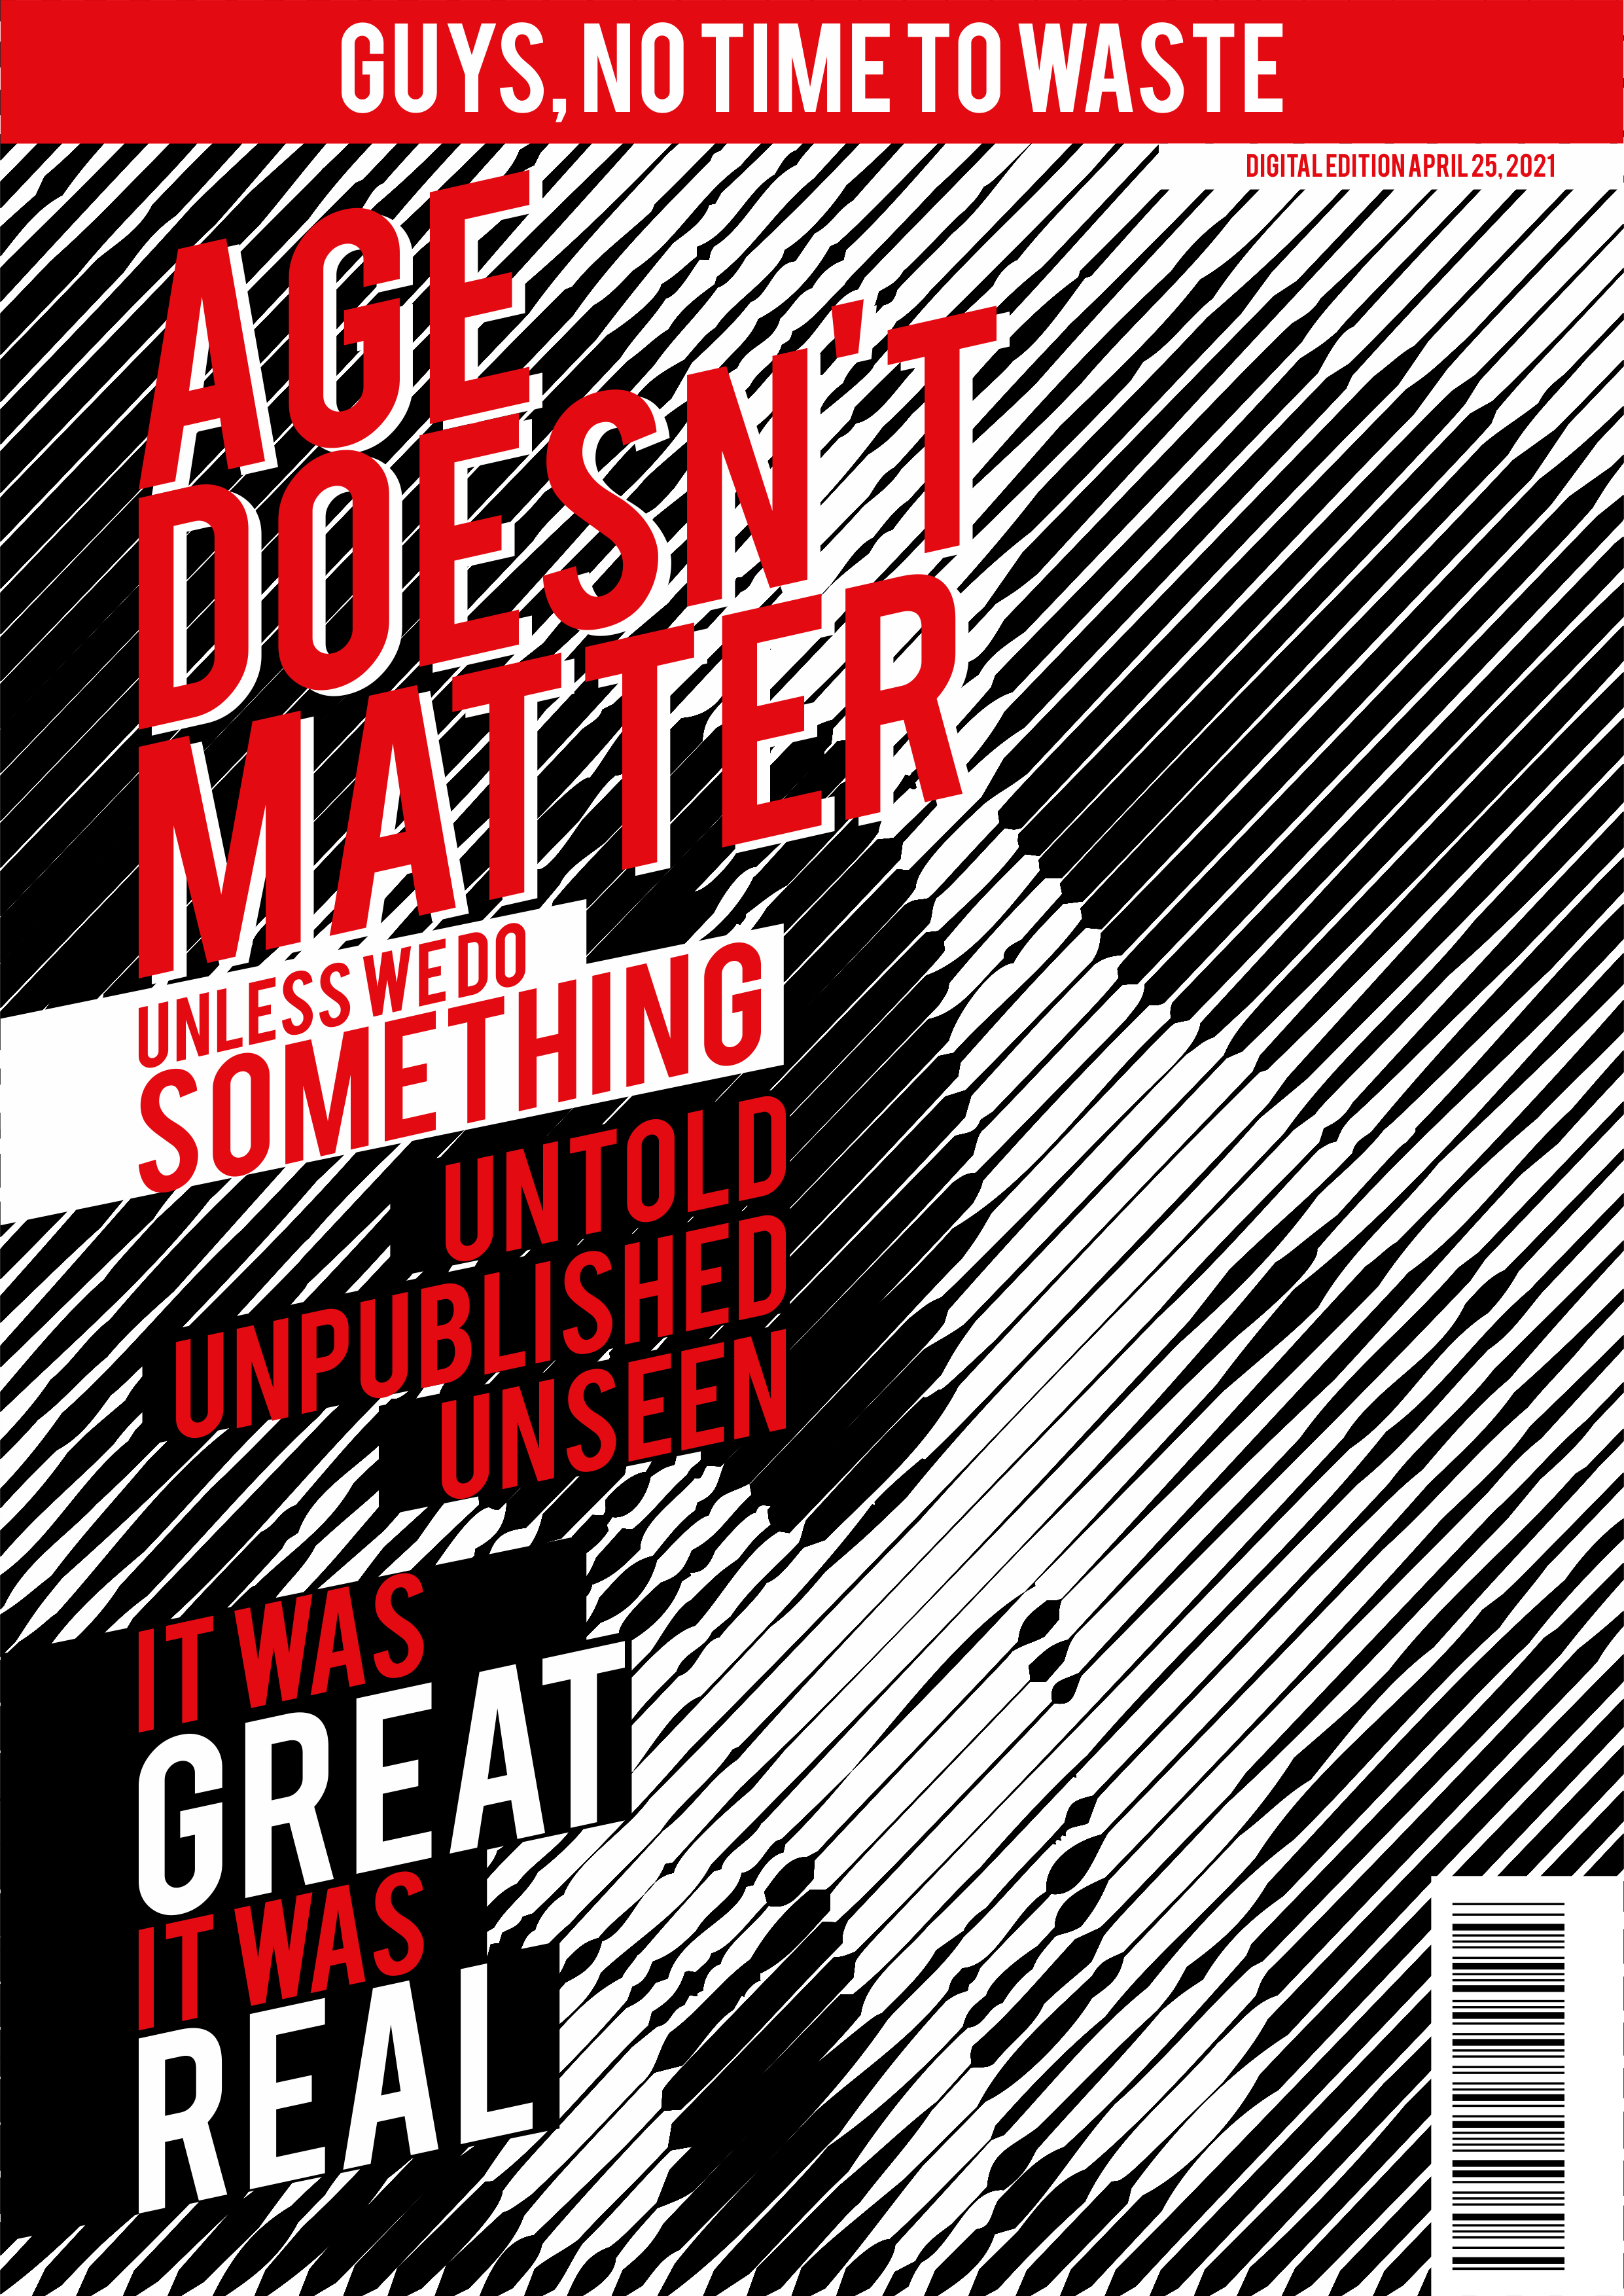 GUYS, NO TIME TO WASTE
DIGITAL EDITION APRIL 25, 2021
AGE
DOESN'T
MATTER
UNLESS WE DO
SOMETHING
UNTOLD
UNPUBLISHED
UNSEEN
IT WAS
GREAT
IT WAS
REAL